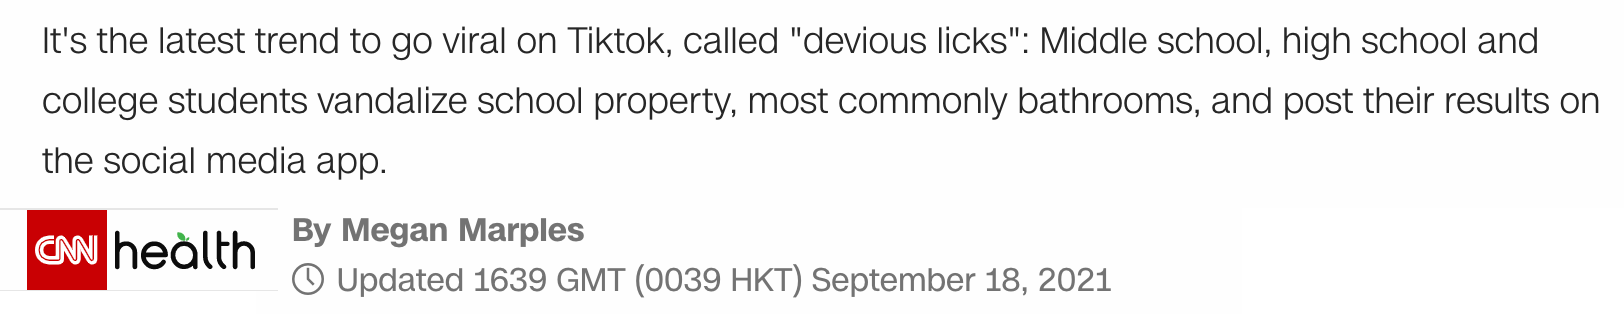 It's the latest trend to go viral on Tiktok, called "devious licks": Middle school, high school and
college students vandalize school property, most commonly bathrooms, and post their results on
the social media app.
CNN health
By Megan Marples
Updated 1639 GMT (0039 HKT) September 18, 2021